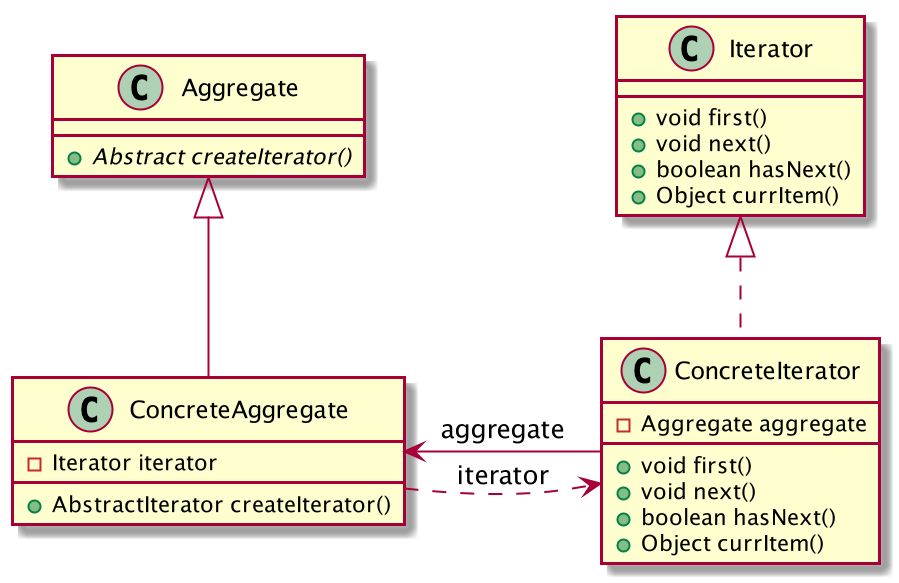 C Aggregate
Abstract createIterator()
C Iterator
void first()
void next()
boolean hasNext()
Object currItem()
C ConcreteAggregate
Iterator iterator
AbstractIterator createIterator()
aggregate
iterator
C ConcreteIterator
Aggregate aggregate
void first()
void next()
boolean hasNext()
Object currItem()